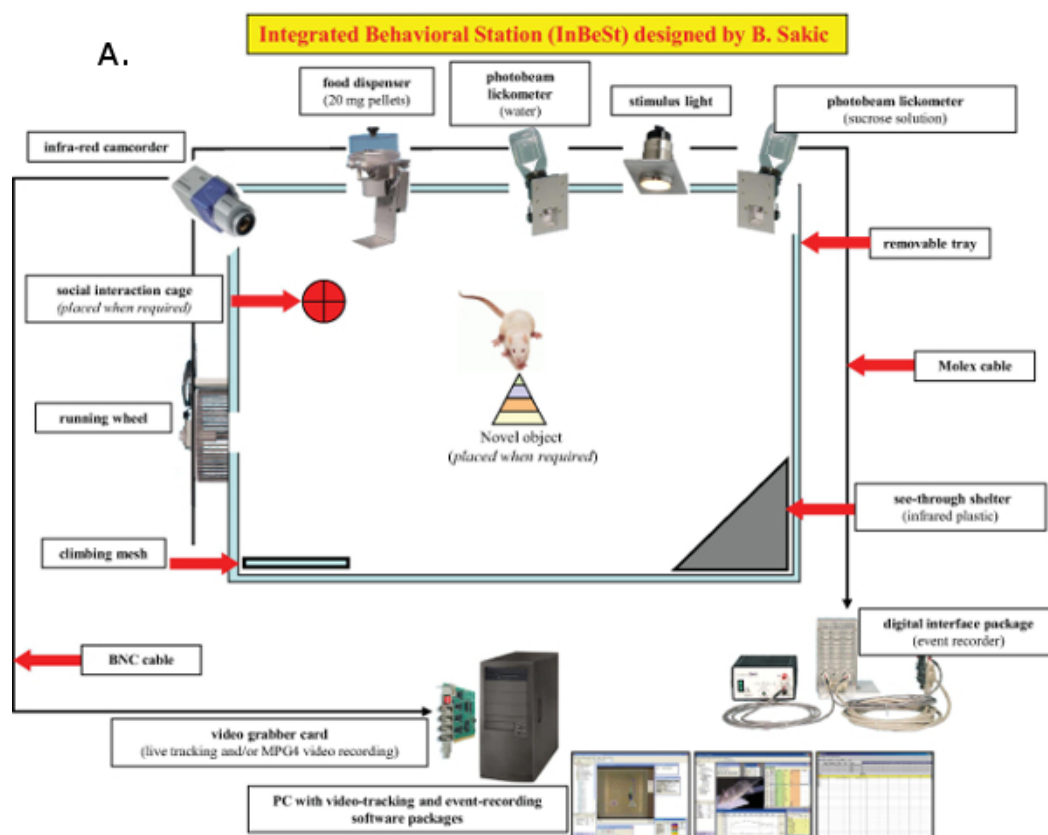 Integrated Behavioral Station (InBeSt) designed by B. Sakic
A.
food dispenser
(20 mg pellets)
photobeam
lickometer
(water)
stimulus light
photobeam lickometer
(sucrose solution)
infra-red camcorder
removable tray
social interaction cage
(placed when required)
Molex cable
running wheel
Novel object
(placed when required)
see-through shelter
(infrared plastic)
climbing mesh
digital interface package
(event recorder)
BNC cable
video grabber card
(live tracking and/or MPG4 video recording)
PC with video-tracking and event-recording
software packages